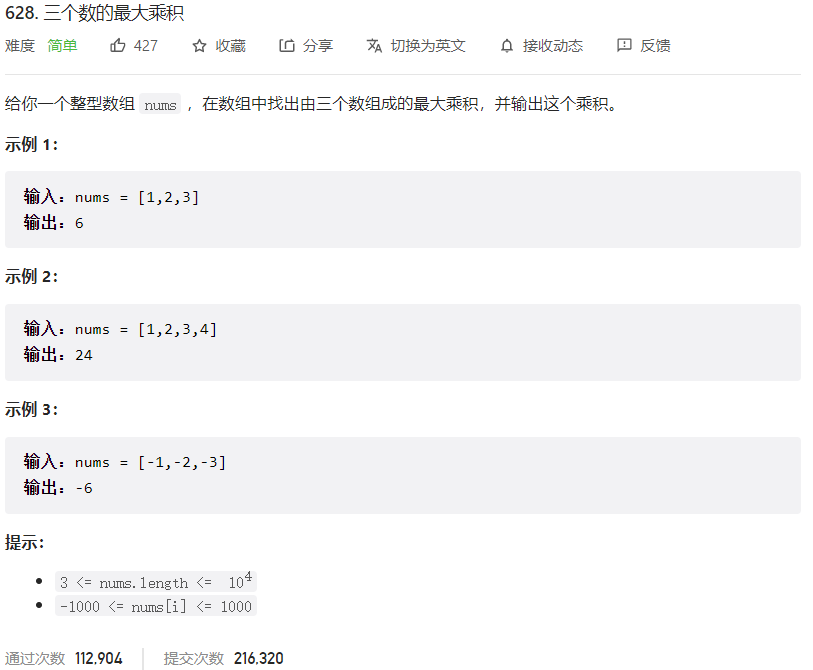 628. 三个数的最大乘积
难度 简单 427 收藏 分享 切换为英文 接收动态 反馈
给你一个整型数组 nums ，在数组中找出由三个数组成的最大乘积，并输出这个乘积。
示例 1：
输入：nums = [1,2,3]
输出：6
示例 2：
输入：nums = [1,2,3,4]
输出：24
示例 3：
输入：nums = [-1,-2,-3]
输出：-6
提示：
• 3 <= nums.length <= 10⁴
• -1000 <= nums[i] <= 1000
通过次数 112,904 提交次数 216,320